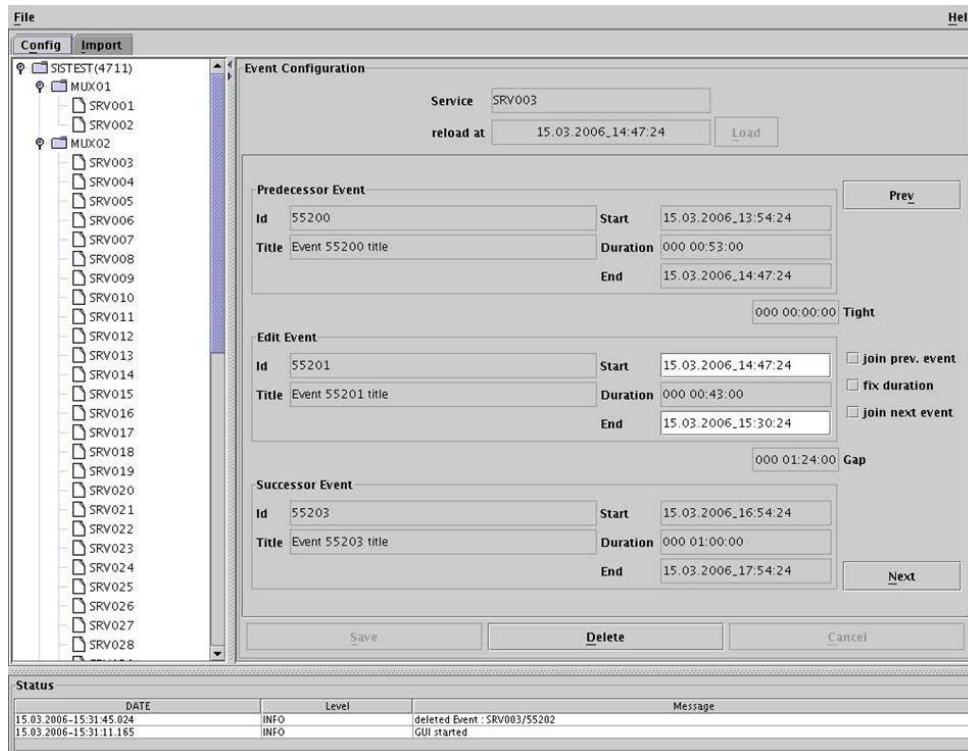 File Hel
Config Import
SISTEST(4711)
MUX01
SRV001
SRV002
MUX02
SRV003
SRV004
SRV005
SRV006
SRV007
SRV008
SRV009
SRV010
SRV011
SRV012
SRV013
SRV014
SRV015
SRV016
SRV017
SRV018
SRV019
SRV020
SRV021
SRV022
SRV023
SRV024
SRV025
SRV026
SRV027
SRV028
Event Configuration
Service SRV003
reload at 15.03.2006_14:47:24 Load
Predecessor Event
Prev
Id 55200 Start 15.03.2006_13:54:24
Title Event 55200 title Duration 000 00:53:00
End 15.03.2006_14:47:24
000 00:00:00 Tight
Edit Event
Id 55201 Start 15.03.2006_14:47:24 join prev. event
Title Event 55201 title Duration 000 00:43:00 fix duration
End 15.03.2006_15:30:24 join next event
000 01:24:00 Gap
Successor Event
Id 55203 Start 15.03.2006_16:54:24
Title Event 55203 title Duration 000 01:00:00
End 15.03.2006_17:54:24 Next
Save Delete Cancel
Status
DATE Level Message
15.03.2006-15:31:45.024 INFO deleted Event : SRV003/55202
15.03.2006-15:31:11.165 INFO GUI started